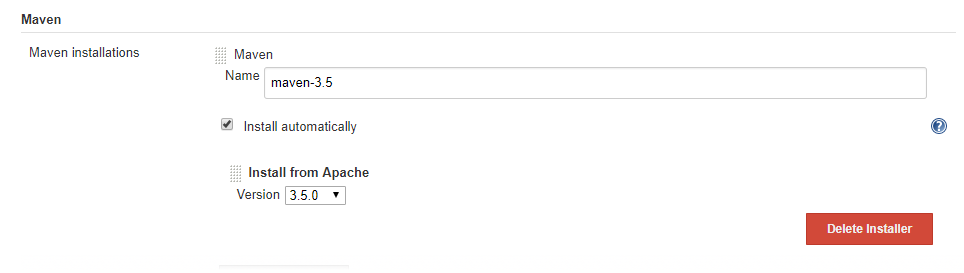 Maven
Maven installations
Maven
Name
maven-3.5
Install automatically
?
Install from Apache
Version 3.5.0 ▼
Delete Installer